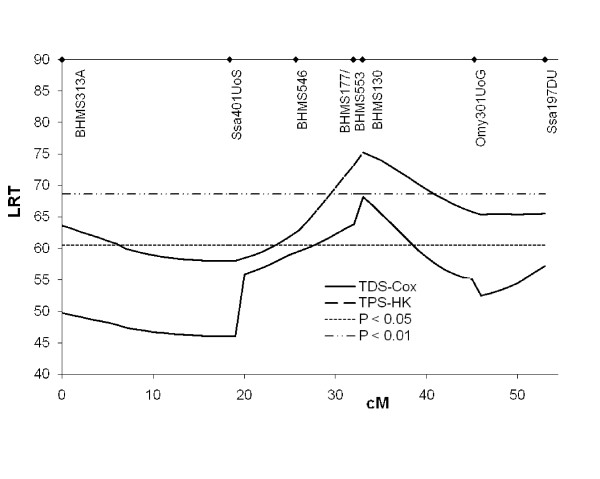 90
85
80
75
70
65
60
55
50
45
40
LRT
BHMS313A
Ssa401UoS
BHMS546
BHMS177/
BHMS553
BHMS130
Omy301UoG
Ssa197DU
TDS-Cox
TPS-HK
P < 0.05
P < 0.01
0
10
20
30
40
50
cM